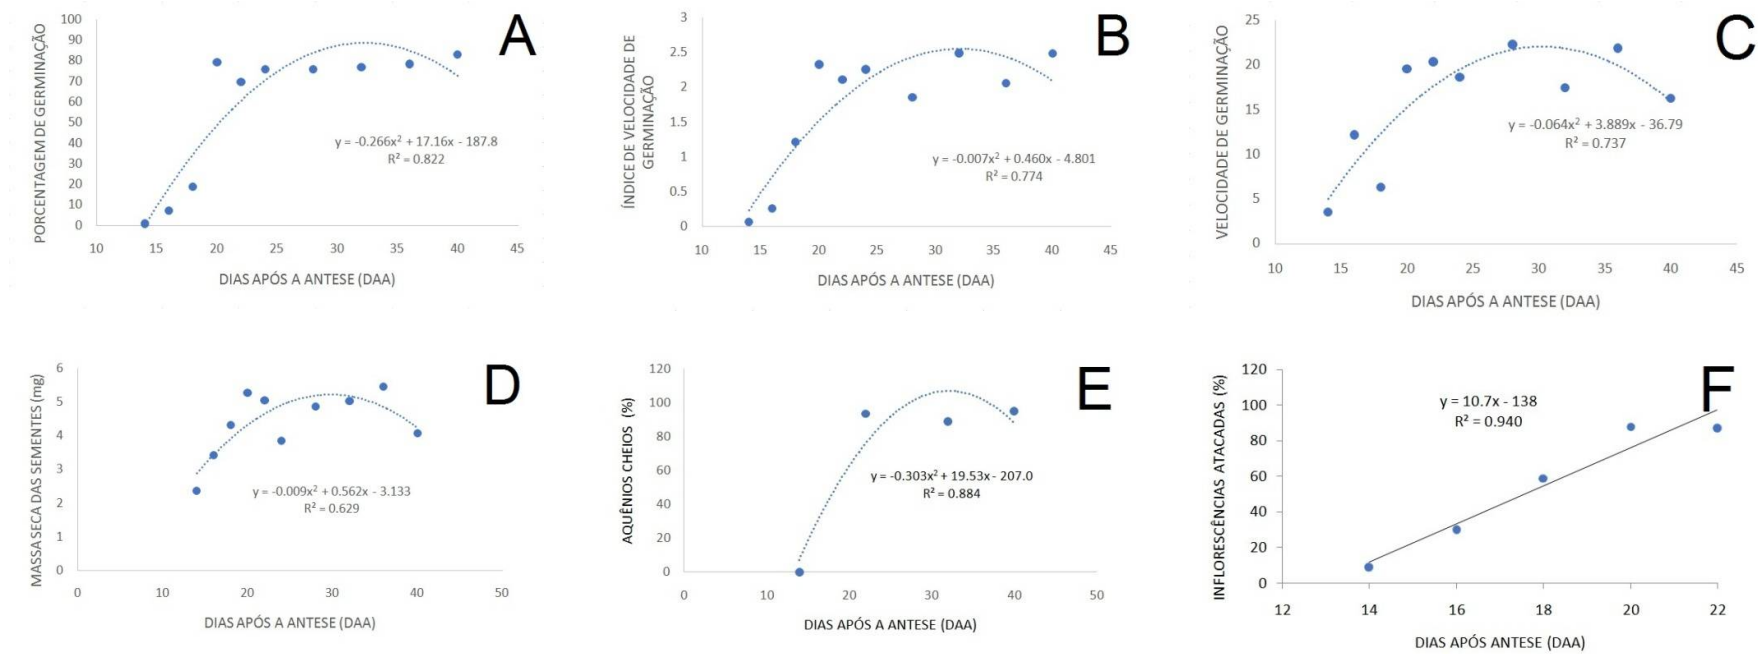 A
PORCENTAGEM DE GERMINAÇÃO
100
90
80
70
60
50
40
30
20
10
0
y = -0.266x² + 17.16x - 187.8
R² = 0.822
10 15 20 25 30 35 40 45
DIAS APÓS A ANTESE (DAA)
B
ÍNDICE DE VELOCIDADE DE
GERMINAÇÃO
3
2.5
2
1.5
1
0.5
0
y = -0.007x² + 0.460x - 4.801
R² = 0.774
10 15 20 25 30 35 40 45
DIAS APÓS A ANTESE (DAA)
C
VELOCIDADE DE GERMINAÇÃO
25
20
15
10
5
0
y = -0.064x² + 3.889x - 36.79
R² = 0.737
10 15 20 25 30 35 40 45
DIAS APÓS A ANTESE (DAA)
D
MASSA SECA DAS SEMENTES (mg)
6
5
4
3
2
1
0
y = -0.009x² + 0.562x - 3.133
R² = 0.629
0 10 20 30 40 50
DIAS APÓS A ANTESE (DAA)
E
AQUÊNIOS CHEIOS (%)
120
100
80
60
40
20
0
y = -0.303x² + 19.53x - 207.0
R² = 0.884
0 10 20 30 40 50
DIAS APÓS A ANTESE (DAA)
F
INFLORESCÊNCIAS ATACADAS (%)
120
100
80
60
40
20
0
y = 10.7x - 138
R² = 0.940
12 14 16 18 20 22
DIAS APÓS ANTESE (DAA)